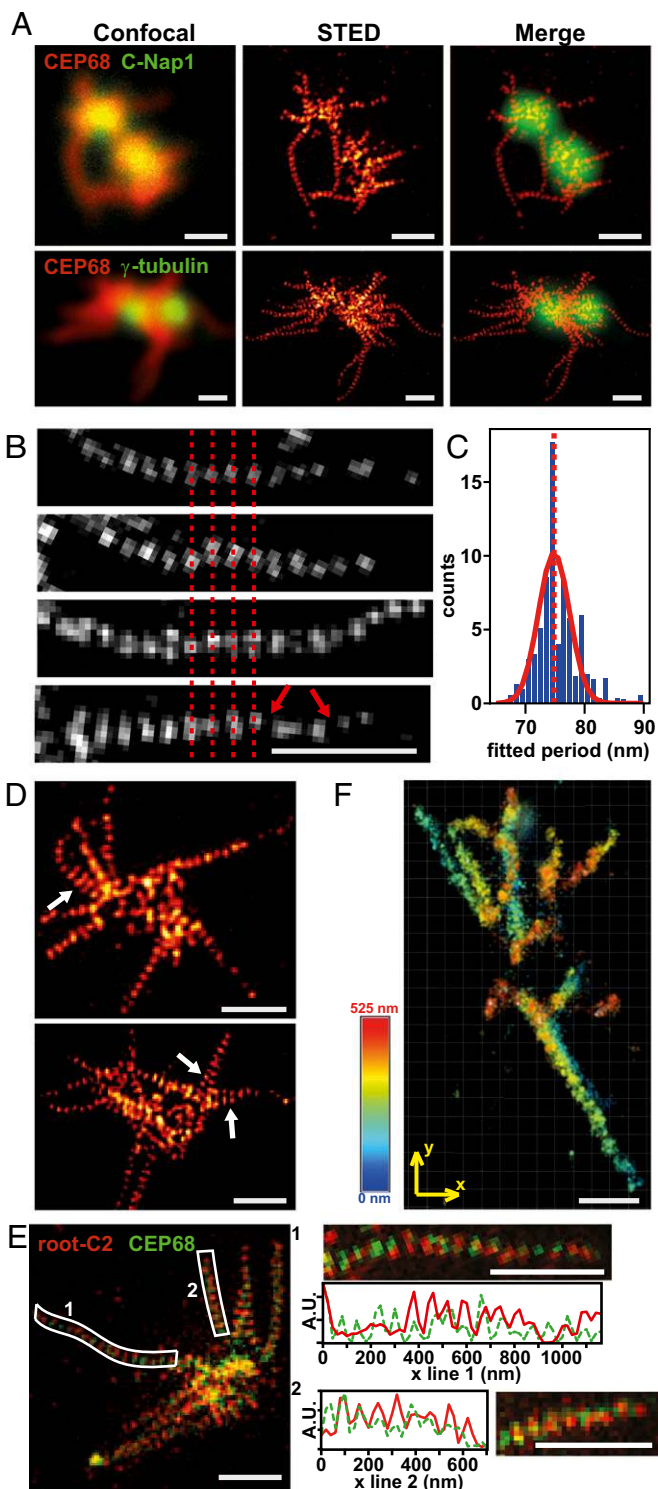 A
Confocal STED Merge
CEP68 C-Nap1
CEP68 γ-tubulin
B
C
counts
15
10
5
0
70 80 90
fitted period (nm)
D
F
525 nm
0 nm
y
x
E
root-C2 CEP68
1
2
1
A.U.
0 200 400 600 800 1000
x line 1 (nm)
2
A.U.
0 200 400 600
x line 2 (nm)